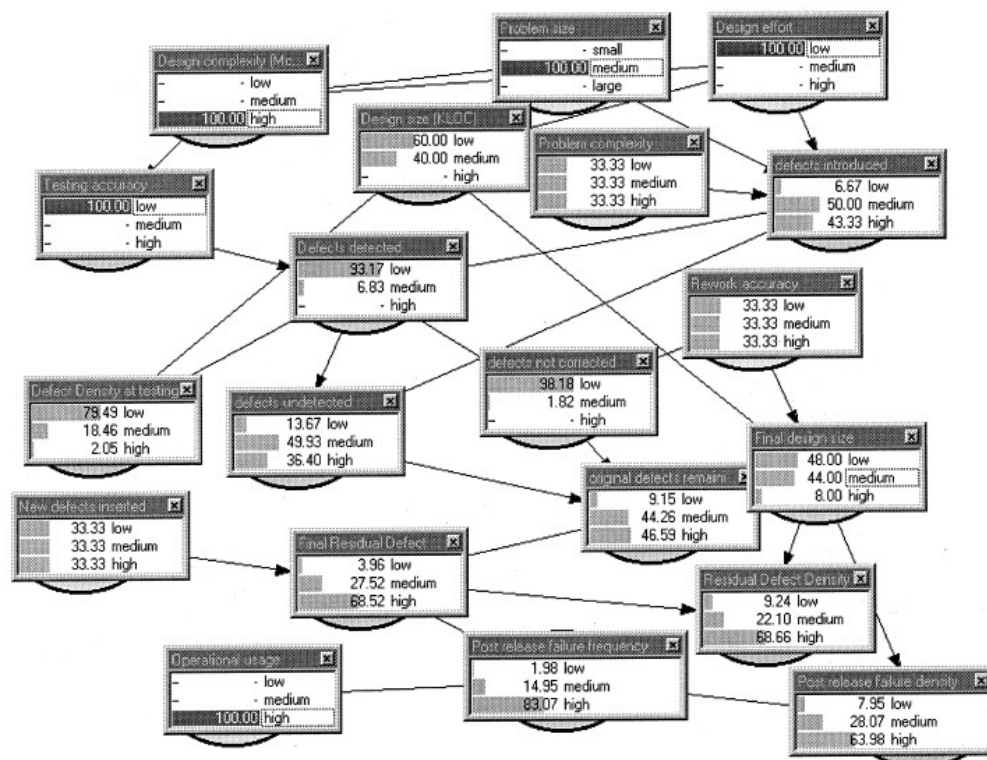 Problem size
- - small
100.00 medium
- - large
Design effort
100.00 low
- - medium
- - high
Design complexity (Mc...
- - low
- - medium
100.00 high
Design size (KLOC)
60.00 low
40.00 medium
- - high
Problem complexity
33.33 low
33.33 medium
33.33 high
defects introduced
6.67 low
50.00 medium
43.33 high
Testing accuracy
100.00 low
- - medium
- - high
Defects detected
93.17 low
6.83 medium
- - high
Rework accuracy
33.33 low
33.33 medium
33.33 high
Defect Density at testing
79.49 low
18.46 medium
2.05 high
defects undetected
13.67 low
49.93 medium
36.40 high
defects not corrected
98.18 low
1.82 medium
- - high
Final design size
48.00 low
44.00 medium
8.00 high
original defects remaini
9.15 low
44.26 medium
46.59 high
New defects inserted
33.33 low
33.33 medium
33.33 high
Final Residual Defect
3.96 low
27.52 medium
68.52 high
Residual Defect Density
9.24 low
22.10 medium
68.66 high
Operational usage
- - low
- - medium
100.00 high
Post release failure frequency
1.98 low
14.95 medium
83.07 high
Post release failure density
7.95 low
28.07 medium
63.98 high